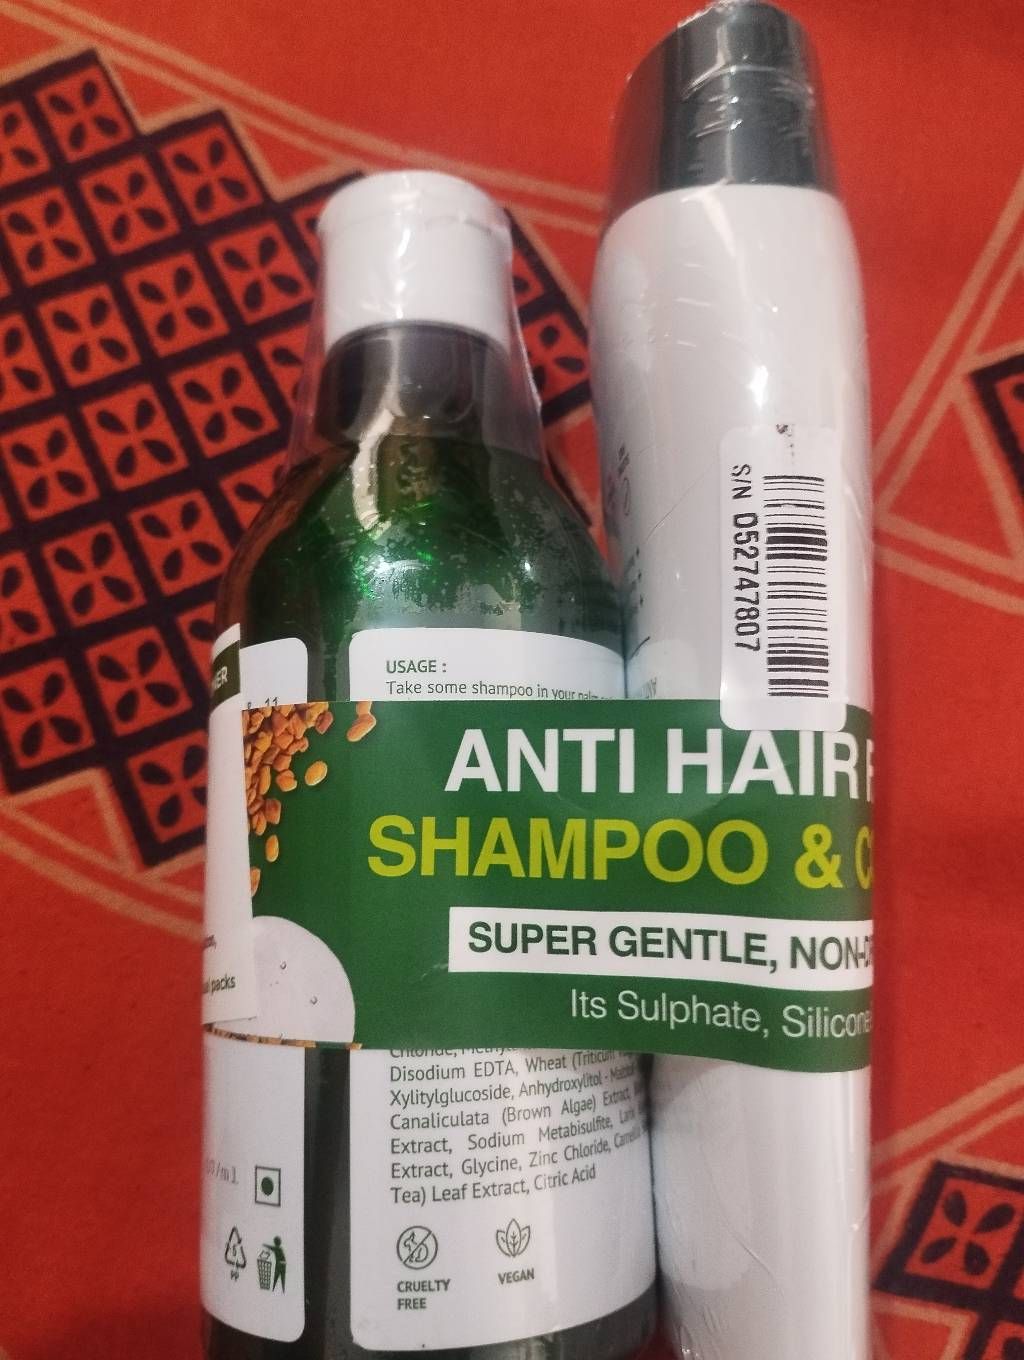 S/N D52747807
USAGE :
Take some shampoo in your
ANTI HAIR
SHAMPOO &
SUPER GENTLE,
Its Sulphate, Silicone
packs
Disodium EDTA, Wheat (Triticum
Xylitylglucoside, Anhydroxylitol -
Canaliculata (Brown Algae) Extract,
Extract, Sodium Metabisulfite,
Extract, Glycine, Zinc Chloride,
Tea) Leaf Extract, Citric Acid
CRUELTY
FREE
VEGAN
PP